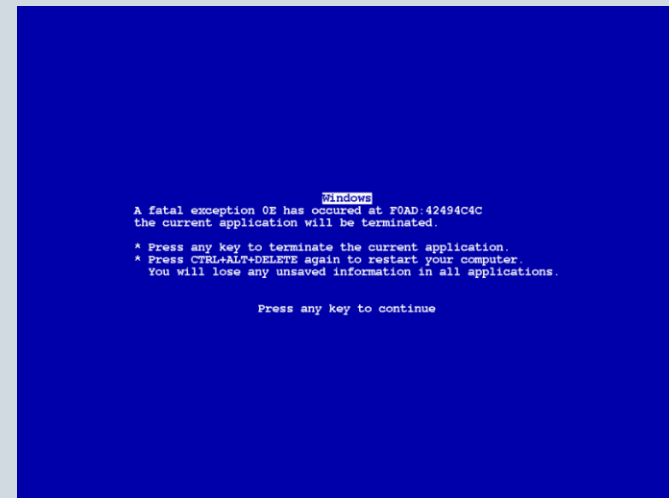 Windows
A fatal exception 0E has occured at F0AD:42494C4C
the current application will be terminated.
* Press any key to terminate the current application.
* Press CTRL+ALT+DELETE again to restart your computer.
You will lose any unsaved information in all applications.
Press any key to continue